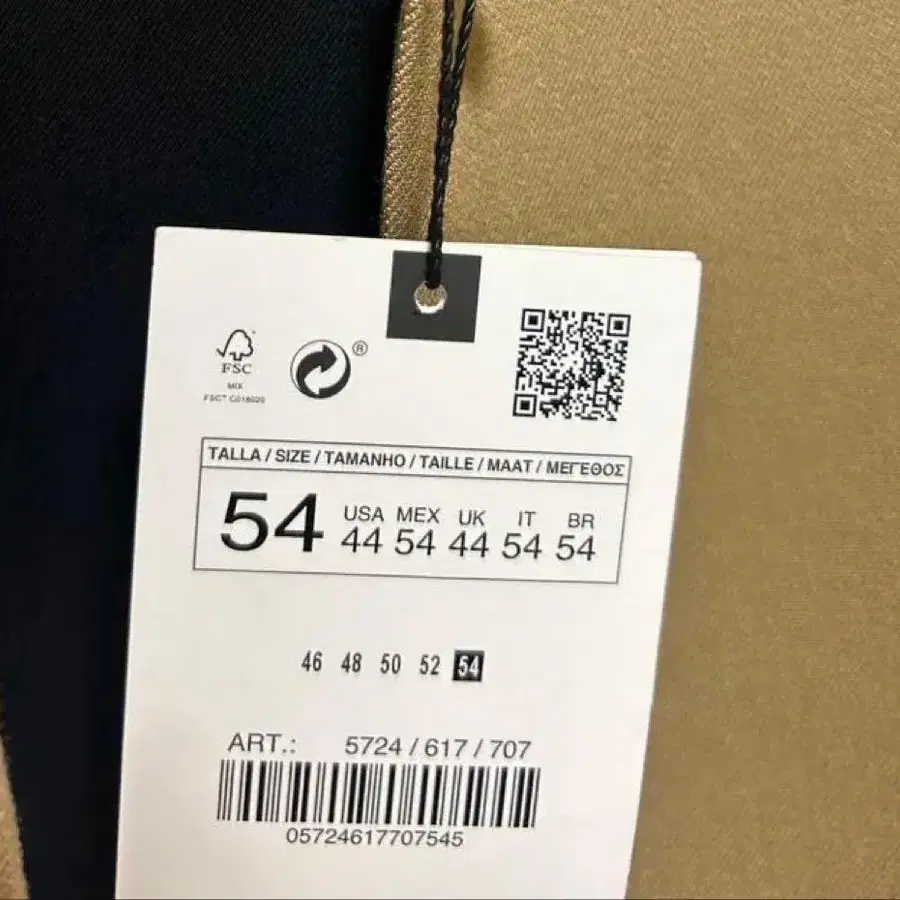 FSC
MIX
FSC™ C018020
®
TALLA / SIZE / TAMANHO / TAILLE / MAAT / ΜΕΓΕΘΟΣ
54
USA MEX UK IT BR
44 54 44 54 54
46 48 50 52 54
ART.: 5724 / 617 / 707
05724617707545